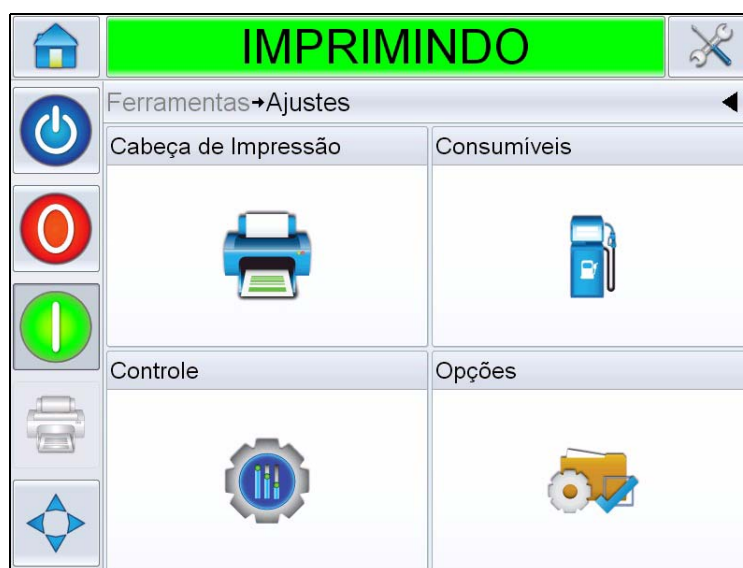 IMPRIMINDO
Ferramentas→Ajustes
Cabeça de Impressão
Consumíveis
Controle
Opções